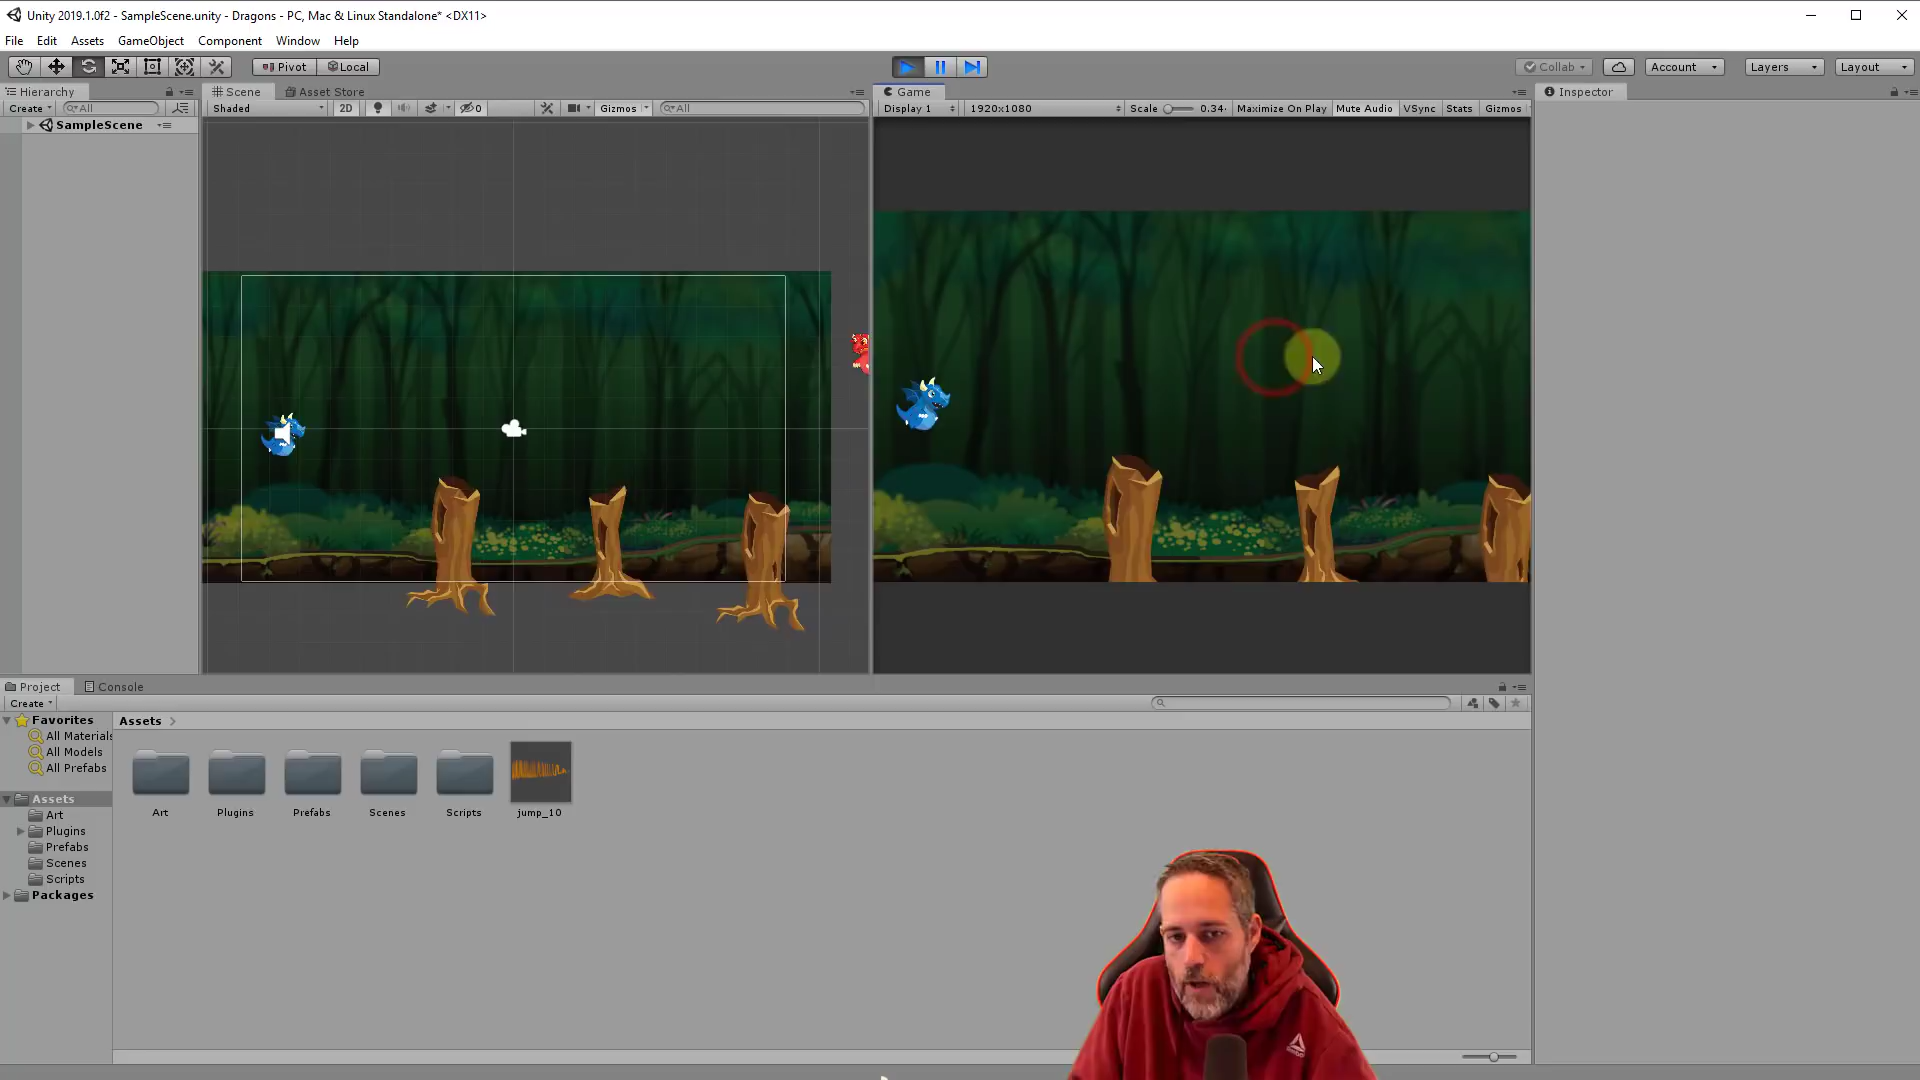 Unity 2019.1.0f2 - SampleScene.unity - Dragons - PC, Mac & Linux Standalone* <DX11>
File Edit Assets GameObject Component Window Help
Pivot Local Collab Account Layers Layout
Hierarchy Scene Asset Store Game Inspector
Create All Shaded 2D 0 Gizmos All Display 1 1920x1080 Scale 0.34 Maximize On Play Mute Audio VSync Stats Gizmos
SampleScene
Project Console
Create
Favorites Assets
All Materials
All Models
All Prefabs
Assets
Art
Plugins
Prefabs
Scenes
Scripts
Packages
Art Plugins Prefabs Scenes Scripts jump_10